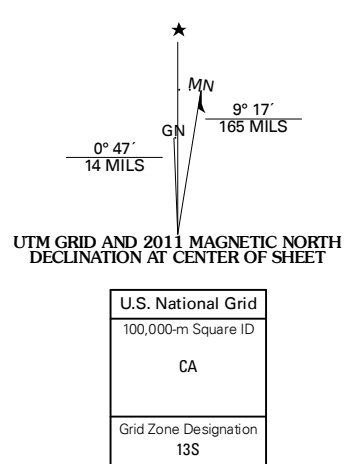 MN
GN
9° 17´
165 MILS
0° 47´
14 MILS
UTM GRID AND 2011 MAGNETIC NORTH
DECLINATION AT CENTER OF SHEET
U.S. National Grid
100,000-m Square ID
CA
Grid Zone Designation
13S